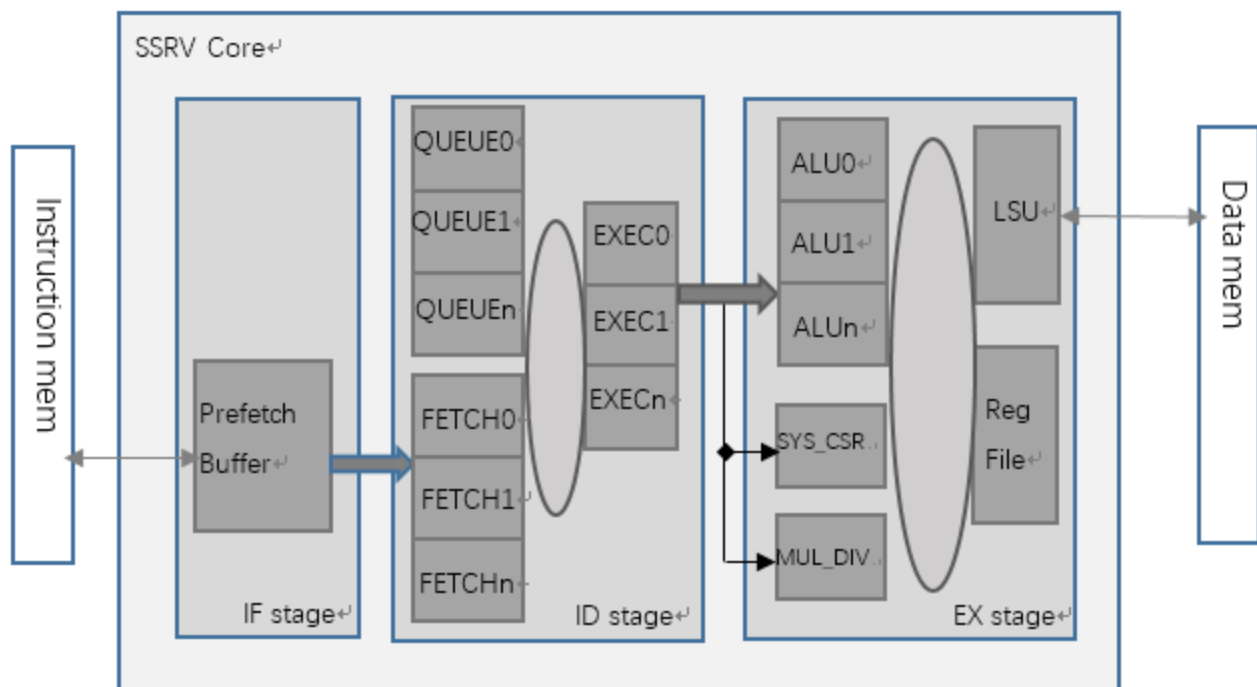 SSRV Core
Instruction mem
Prefetch
Buffer
IF stage
QUEUE0
QUEUE1
QUEUEn
FETCH0
FETCH1
FETCHn
EXEC0
EXEC1
EXECn
ID stage
ALU0
ALU1
ALUn
SYS_CSR
MUL_DIV
LSU
Reg
File
EX stage
Data mem